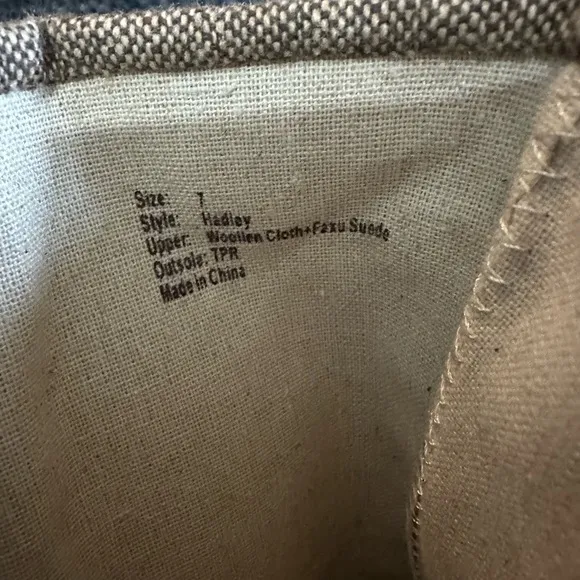 Size: 7
Style: Hadley
Upper: Woollen Cloth+Faxu Suede
Outsole: TPR
Made in China